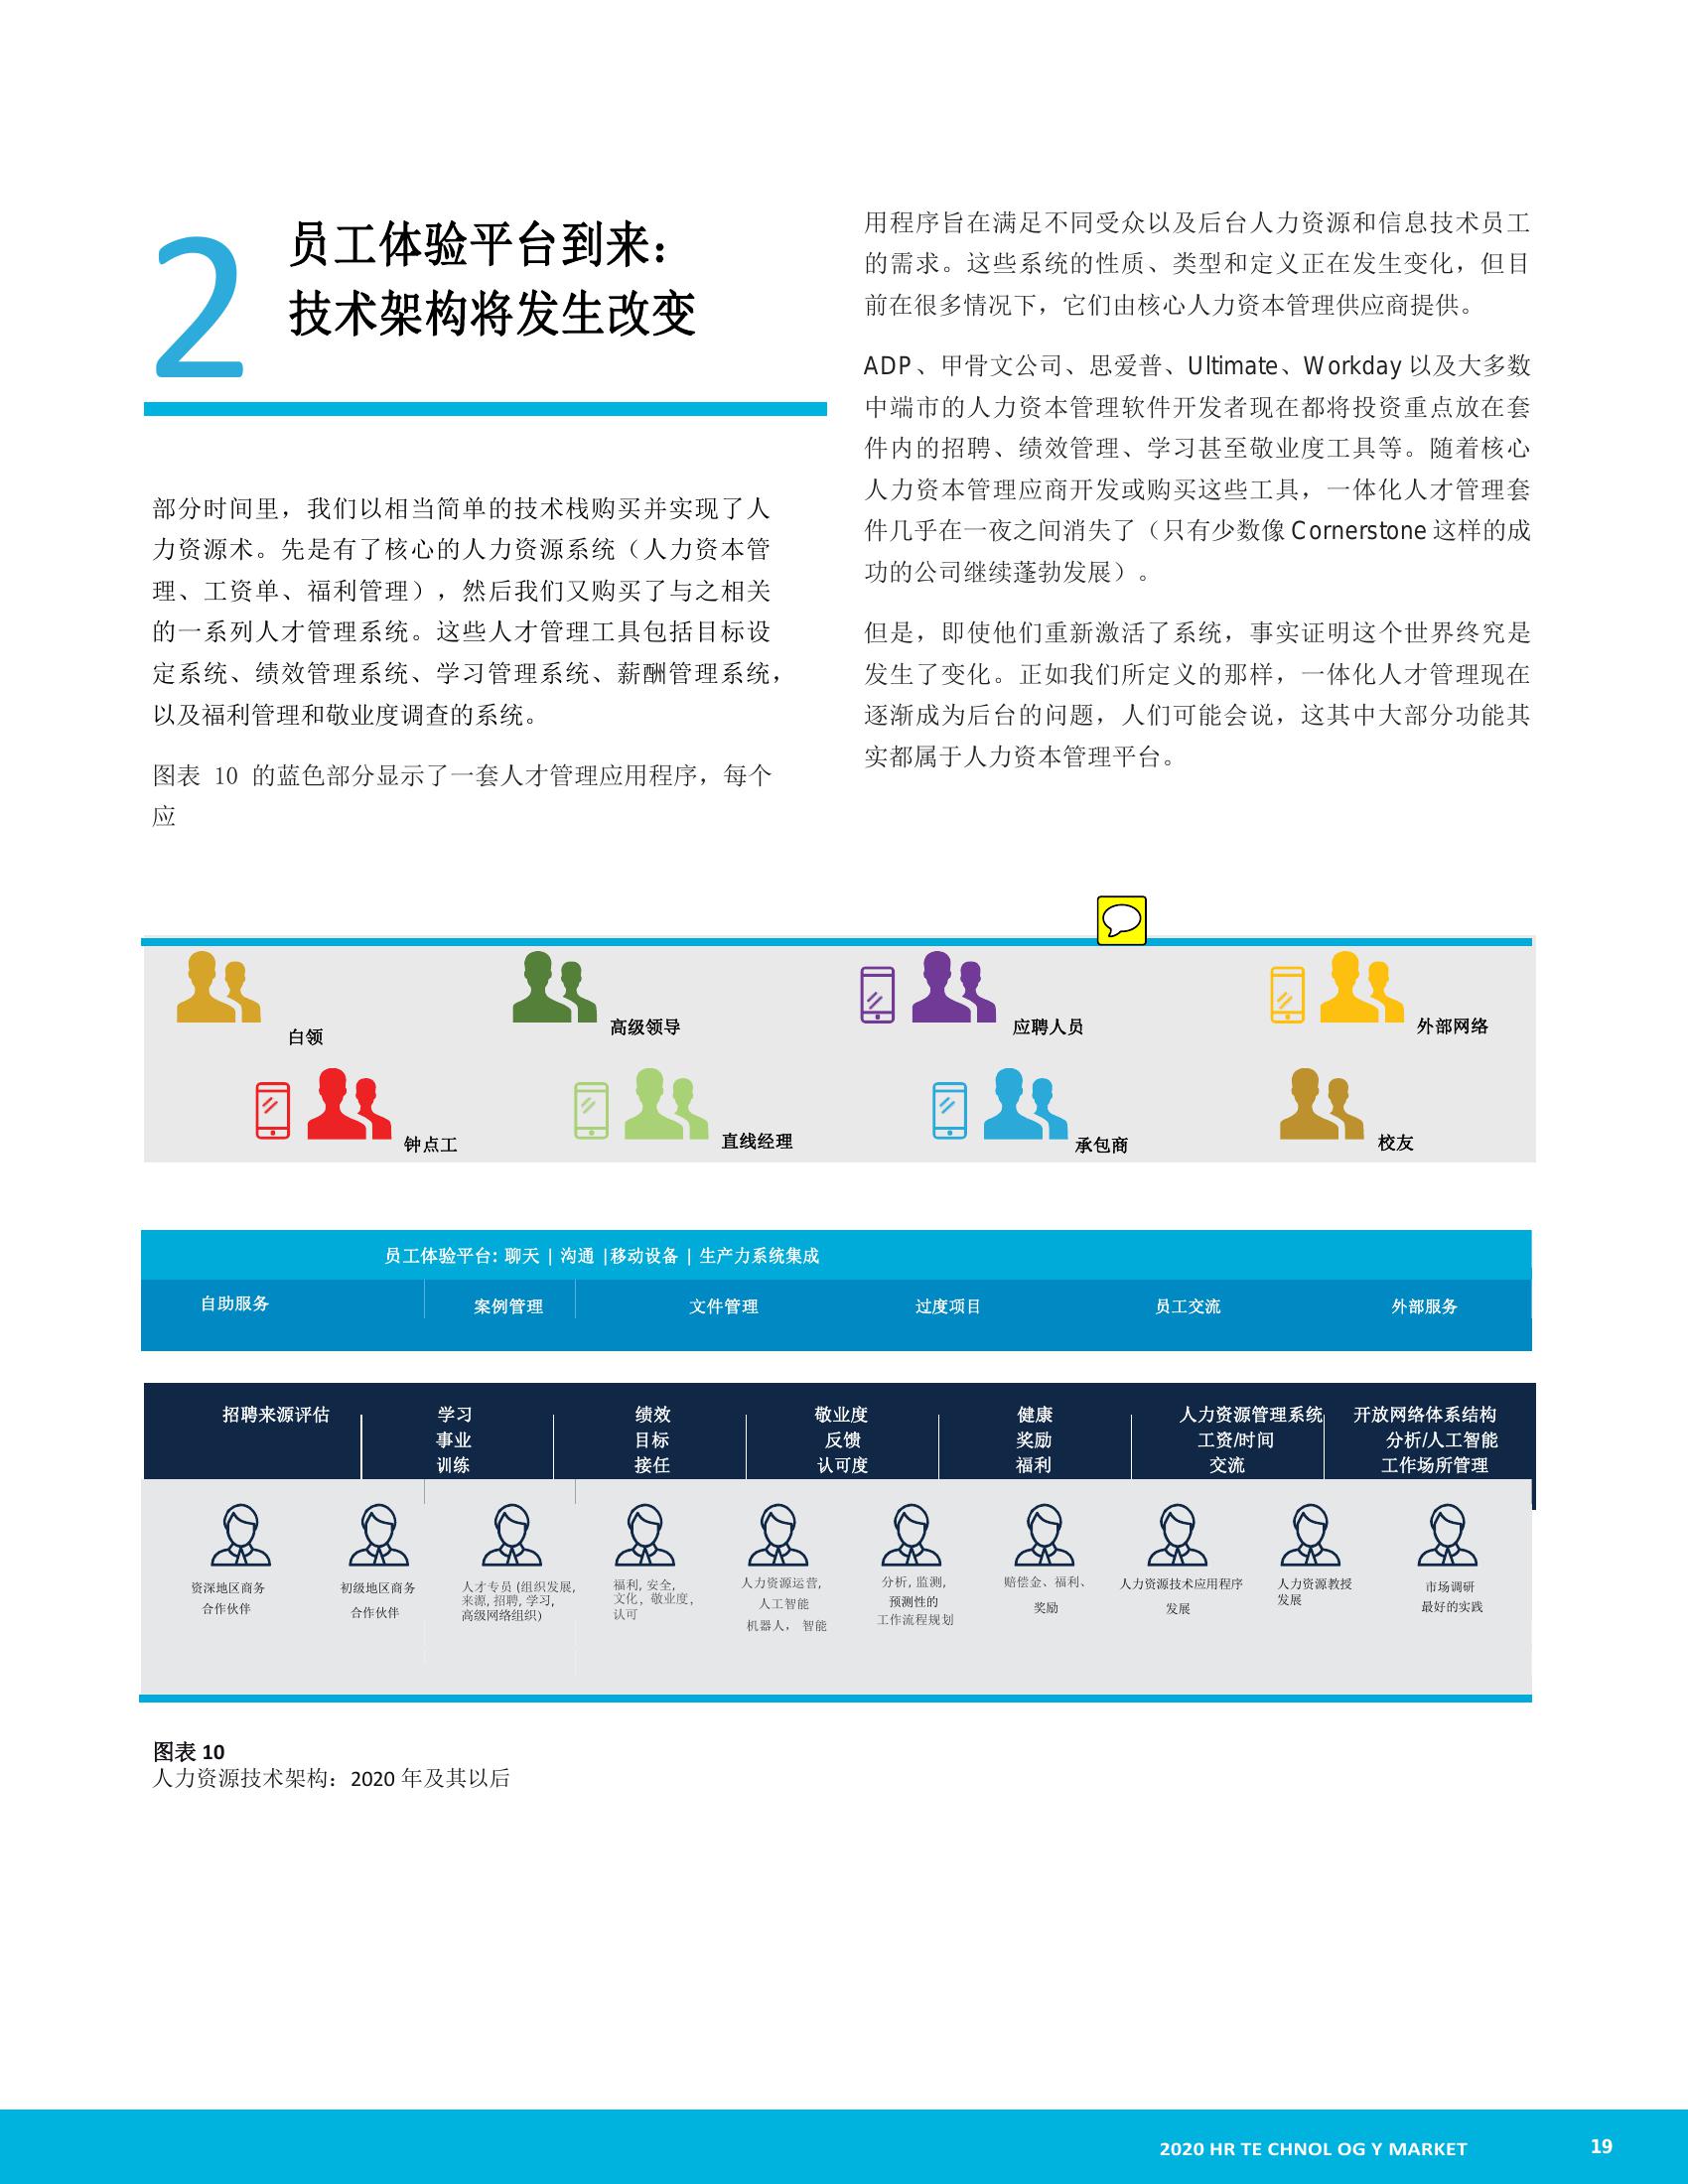 2
员工体验平台到来：
技术架构将发生改变
部分时间里，我们以相当简单的技术栈购买并实现了人
力资源术。先是有了核心的人力资源系统（人力资本管
理、工资单、福利管理），然后我们又购买了与之相关
的一系列人才管理系统。这些人才管理工具包括目标设
定系统、绩效管理系统、学习管理系统、薪酬管理系统，
以及福利管理和敬业度调查的系统。
图表 10 的蓝色部分显示了一套人才管理应用程序，每个
应
用程序旨在满足不同受众以及后台人力资源和信息技术员工
的需求。这些系统的性质、类型和定义正在发生变化，但目
前在很多情况下，它们由核心人力资本管理供应商提供。
ADP、甲骨文公司、思爱普、Ultimate、Workday 以及大多数
中端市的人力资本管理软件开发者现在都将投资重点放在套
件内的招聘、绩效管理、学习甚至敬业度工具等。随着核心
人力资本管理应商开发或购买这些工具，一体化人才管理套
件几乎在一夜之间消失了（只有少数像 Cornerstone 这样的成
功的公司继续蓬勃发展）。
但是，即使他们重新激活了系统，事实证明这个世界终究是
发生了变化。正如我们所定义的那样，一体化人才管理现在
逐渐成为后台的问题，人们可能会说，这其中大部分功能其
实都属于人力资本管理平台。
白领
高级领导
应聘人员
外部网络
钟点工
直线经理
承包商
校友
员工体验平台: 聊天 | 沟通 |移动设备 | 生产力系统集成
自助服务
案例管理
文件管理
过度项目
员工交流
外部服务
招聘来源评估
学习
事业
训练
绩效
目标
接任
敬业度
反馈
认可度
健康
奖励
福利
人力资源管理系统
工资/时间
交流
开放网络体系结构
分析/人工智能
工作场所管理
资深地区商务
合作伙伴
初级地区商务
合作伙伴
人才专员 (组织发展,
来源, 招聘, 学习,
高级网络组织)
福利, 安全,
文化, 敬业度,
认可
人力资源运营,
人工智能
机器人， 智能
分析, 监测,
预测性的
工作流程规划
赔偿金、福利、
奖励
人力资源技术应用程序
发展
人力资源教授
发展
市场调研
最好的实践
图表 10
人力资源技术架构：2020 年及其以后
2020 HR TE CHNOL OG Y MARKET
19